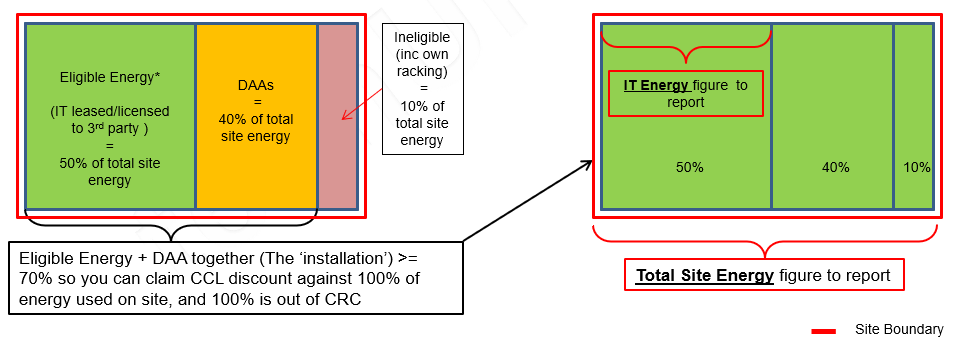 Eligible Energy*
(IT leased/licensed
to 3rd party )
=
50% of total site
energy
DAAs
=
40% of total
site energy
Ineligible
(inc own
racking)
=
10% of
total site
energy
Eligible Energy + DAA together (The ‘installation’) >=
70% so you can claim CCL discount against 100% of
energy used on site, and 100% is out of CRC
IT Energy figure to
report
50%
40%
10%
Total Site Energy figure to report
Site Boundary